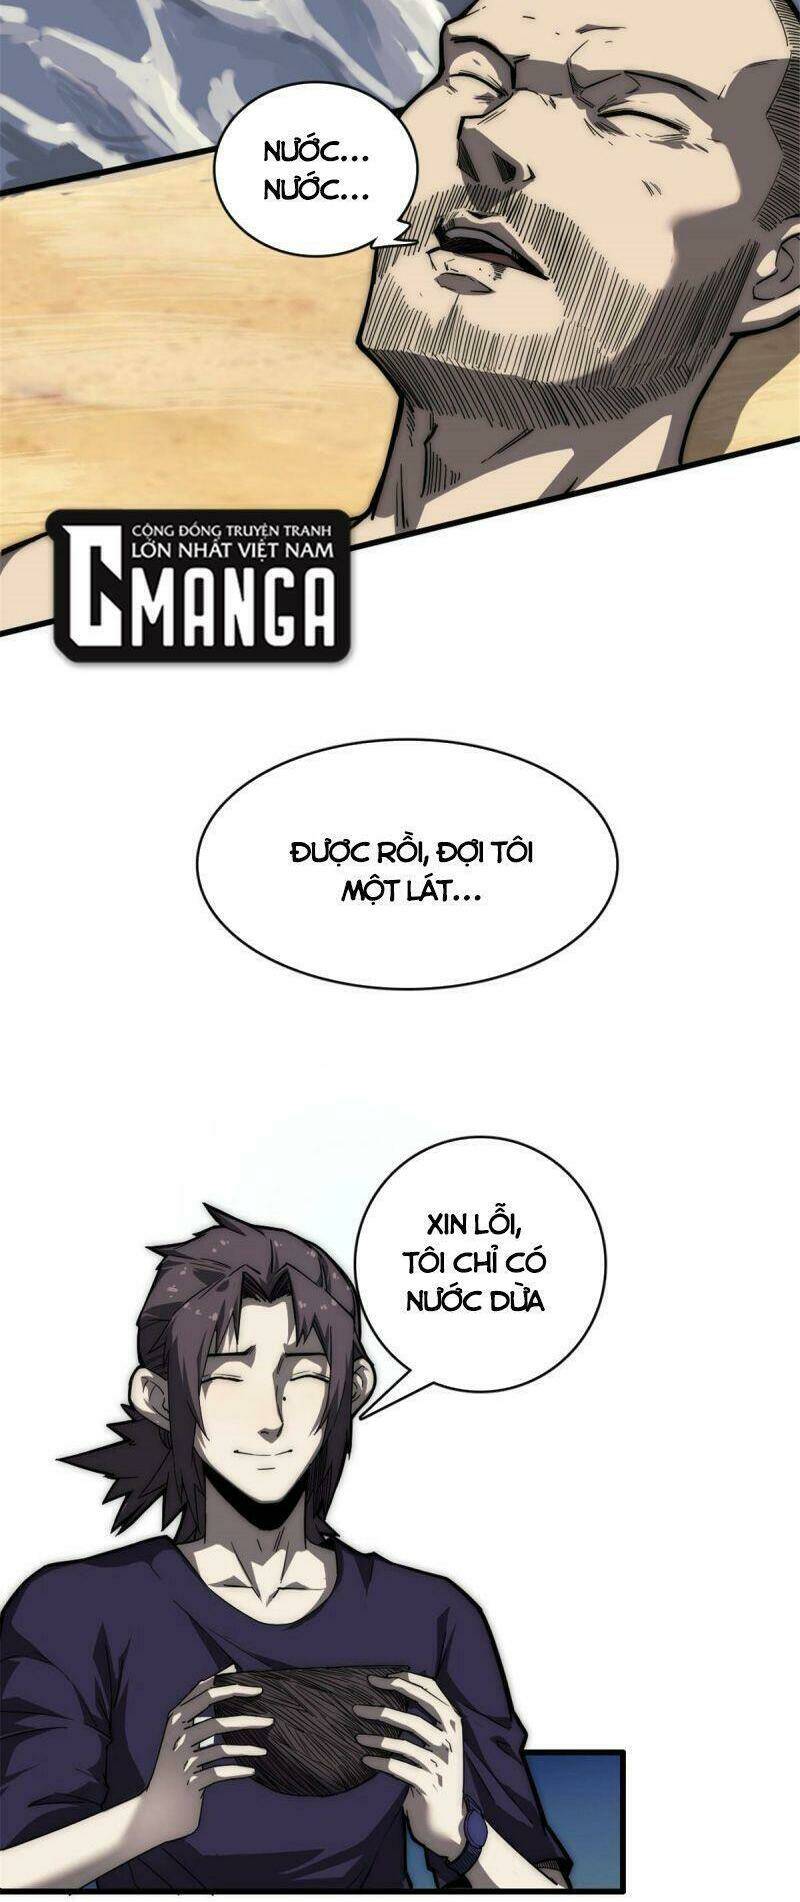 NƯỚC...
NƯỚC...
CỘNG ĐỒNG TRUYỆN TRANH
LỚN NHẤT VIỆT NAM
CMANGA
ĐƯỢC RỒI, ĐỢI TÔI
MỘT LÁT...
XIN LỖI,
TÔI CHỈ CÓ
NƯỚC DỪA